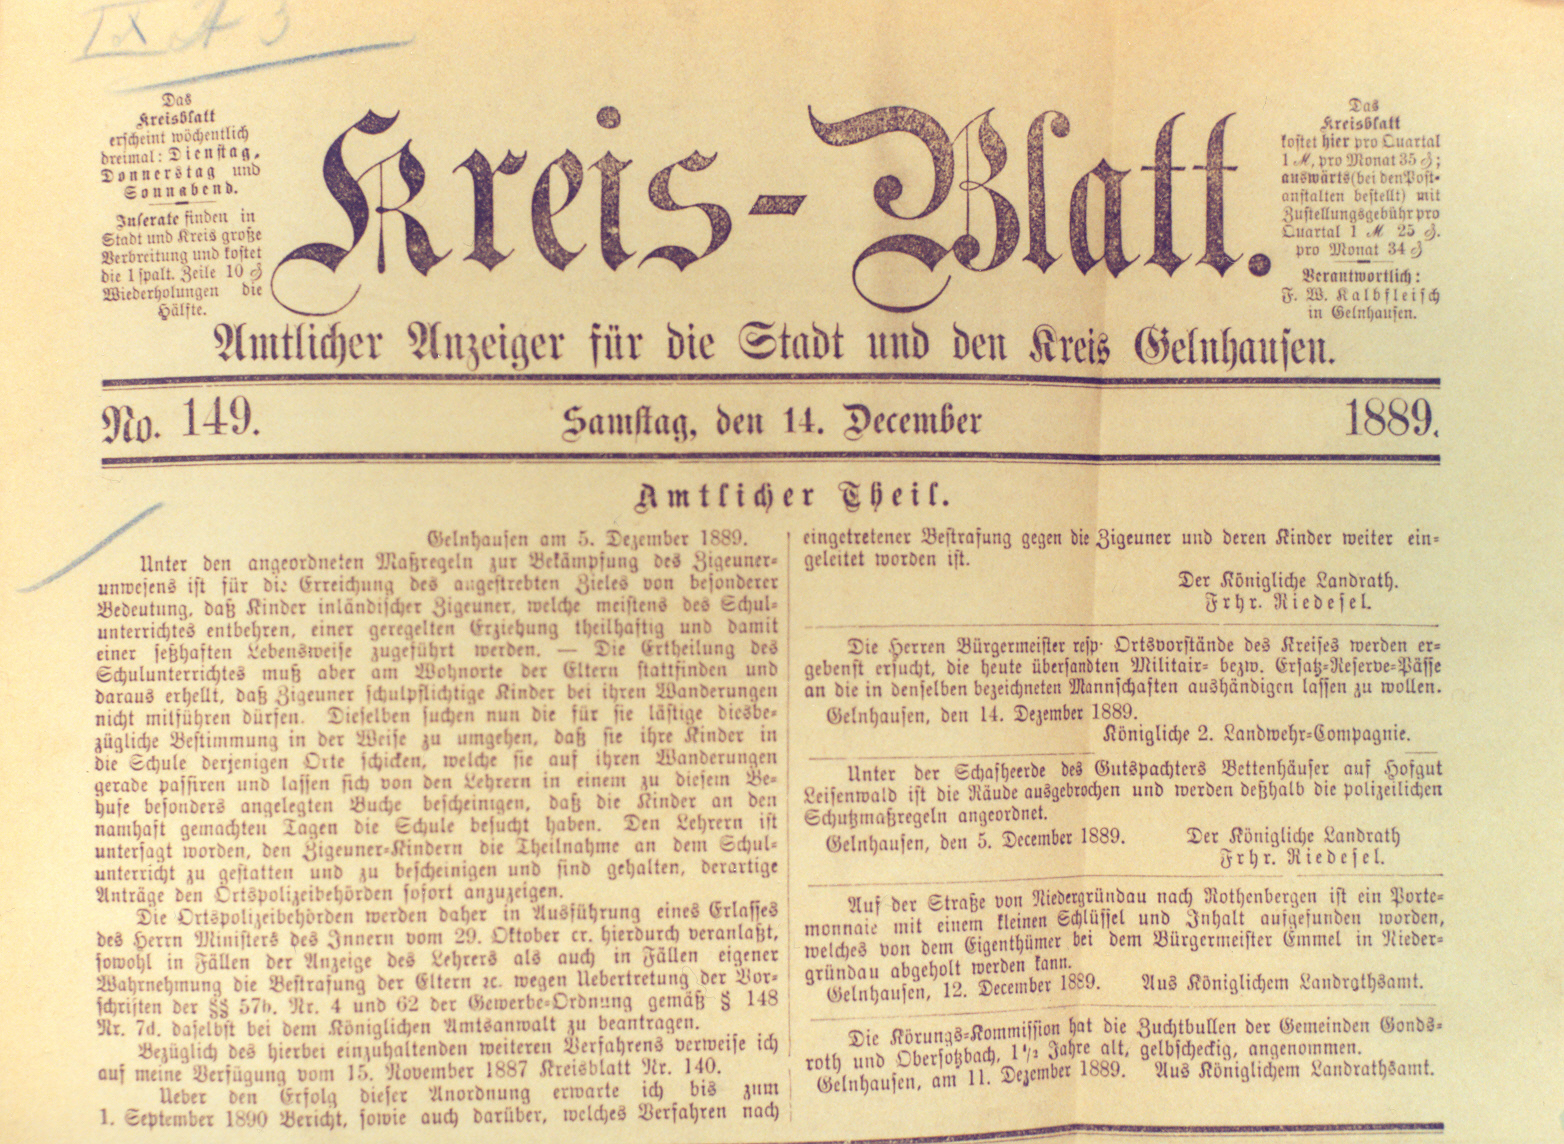 IX A 3
Das
Kreisblatt
erscheint wöchentlich
dreimal: Dienstag,
Donnerstag und
Sonnabend.
Inserate finden in
Stadt und Kreis große
Verbreitung und kostet
die 1spalt. Zeile 10 ₰
Wiederholungen die
Hälfte.
Kreis-Blatt.
Das
Kreisblatt
kostet hier pro Quartal
1 ℳ, pro Monat 35 ₰;
auswärts (bei den Post-
anstalten bestellt) mit
Zustellungsgebühr pro
Quartal 1 ℳ 25 ₰.
pro Monat 34 ₰
Verantwortlich:
F. W. Kalbfleisch
in Gelnhausen.
Amtlicher Anzeiger für die Stadt und den Kreis Gelnhausen.
No. 149. Samstag, den 14. December 1889.
Amtlicher Theil.
Gelnhausen am 5. Dezember 1889.
Unter den angeordneten Maßregeln zur Bekämpfung des Zigeuner-
unwesens ist für die Erreichung des angestrebten Zieles von besonderer
Bedeutung, daß Kinder inländischer Zigeuner, welche meistens des Schul-
unterrichtes entbehren, einer geregelten Erziehung theilhaftig und damit
einer seßhaften Lebensweise zugeführt werden. — Die Ertheilung des
Schulunterrichtes muß aber am Wohnorte der Eltern stattfinden und
daraus erhellt, daß Zigeuner schulpflichtige Kinder bei ihren Wanderungen
nicht mitführen dürfen. Dieselben suchen nun die für sie lästige diesbe-
zügliche Bestimmung in der Weise zu umgehen, daß sie ihre Kinder in
die Schule derjenigen Orte schicken, welche sie auf ihren Wanderungen
gerade passiren und lassen sich von den Lehrern in einem zu diesem Be-
hufe besonders angelegten Buche bescheinigen, daß die Kinder an den
namhaft gemachten Tagen die Schule besucht haben. Den Lehrern ist
untersagt worden, den Zigeuner-Kindern die Theilnahme an dem Schul-
unterricht zu gestatten und zu bescheinigen und sind gehalten, derartige
Anträge den Ortspolizeibehörden sofort anzuzeigen.
Die Ortspolizeibehörden werden daher in Ausführung eines Erlasses
des Herrn Ministers des Innern vom 29. Oktober cr. hierdurch veranlaßt,
sowohl in Fällen der Anzeige des Lehrers als auch in Fällen eigener
Wahrnehmung die Bestrafung der Eltern ꝛc. wegen Uebertretung der Vor-
schriften der §§ 57b. Nr. 4 und 62 der Gewerbe-Ordnung gemäß § 148
Nr. 7d. daselbst bei dem Königlichen Amtsanwalt zu beantragen.
Bezüglich des hierbei einzuhaltenden weiteren Verfahrens verweise ich
auf meine Verfügung vom 15. November 1887 Kreisblatt Nr. 140.
Ueber den Erfolg dieser Anordnung erwarte ich bis zum
1. September 1890 Bericht, sowie auch darüber, welches Verfahren nach
eingetretener Bestrafung gegen die Zigeuner und deren Kinder weiter ein-
geleitet worden ist.
Der Königliche Landrath.
Frhr. Riedesel.
Die Herren Bürgermeister resp. Ortsvorstände des Kreises werden er-
gebenst ersucht, die heute übersandten Militair- bezw. Ersatz-Reserve-Pässe
an die in denselben bezeichneten Mannschaften aushändigen lassen zu wollen.
Gelnhausen, den 14. Dezember 1889.
Königliche 2. Landwehr-Compagnie.
Unter der Schafheerde des Gutspachters Bettenhäuser auf Hofgut
Leisenwald ist die Räude ausgebrochen und werden deßhalb die polizeilichen
Schutzmaßregeln angeordnet.
Gelnhausen, den 5. December 1889. Der Königliche Landrath
Frhr. Riedesel.
Auf der Straße von Niedergründau nach Rothenbergen ist ein Porte-
monnaie mit einem kleinen Schlüssel und Inhalt aufgefunden worden,
welches von dem Eigenthümer bei dem Bürgermeister Emmel in Nieder-
gründau abgeholt werden kann.
Gelnhausen, 12. December 1889. Aus Königlichem Landrathsamt.
Die Körungs-Kommission hat die Zuchtbullen der Gemeinden Gonds-
roth und Obersotzbach, 1½ Jahre alt, gelbscheckig, angenommen.
Gelnhausen, am 11. Dezember 1889. Aus Königlichem Landrathsamt.